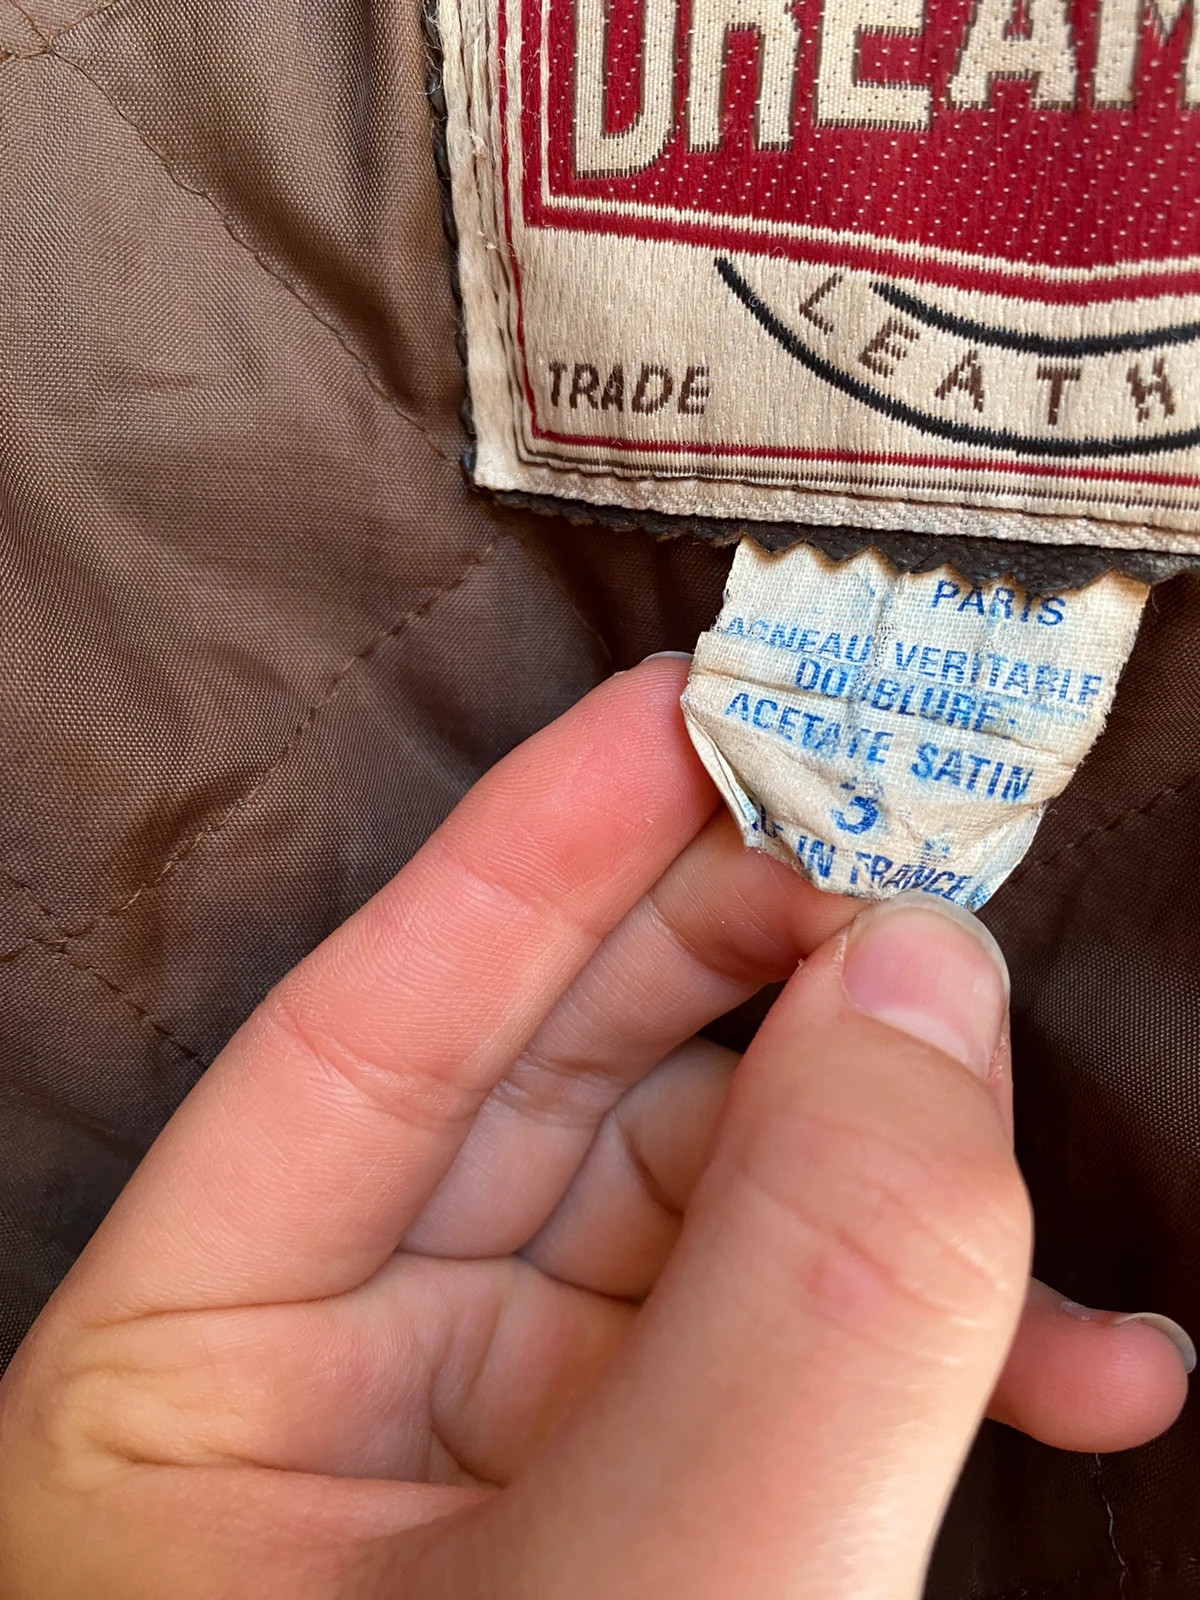 DREAM
LEATH
TRADE
PARIS
AGNEAU VERITABLE
DOUBLURE:
ACETATE SATIN
3
IN FRANCE